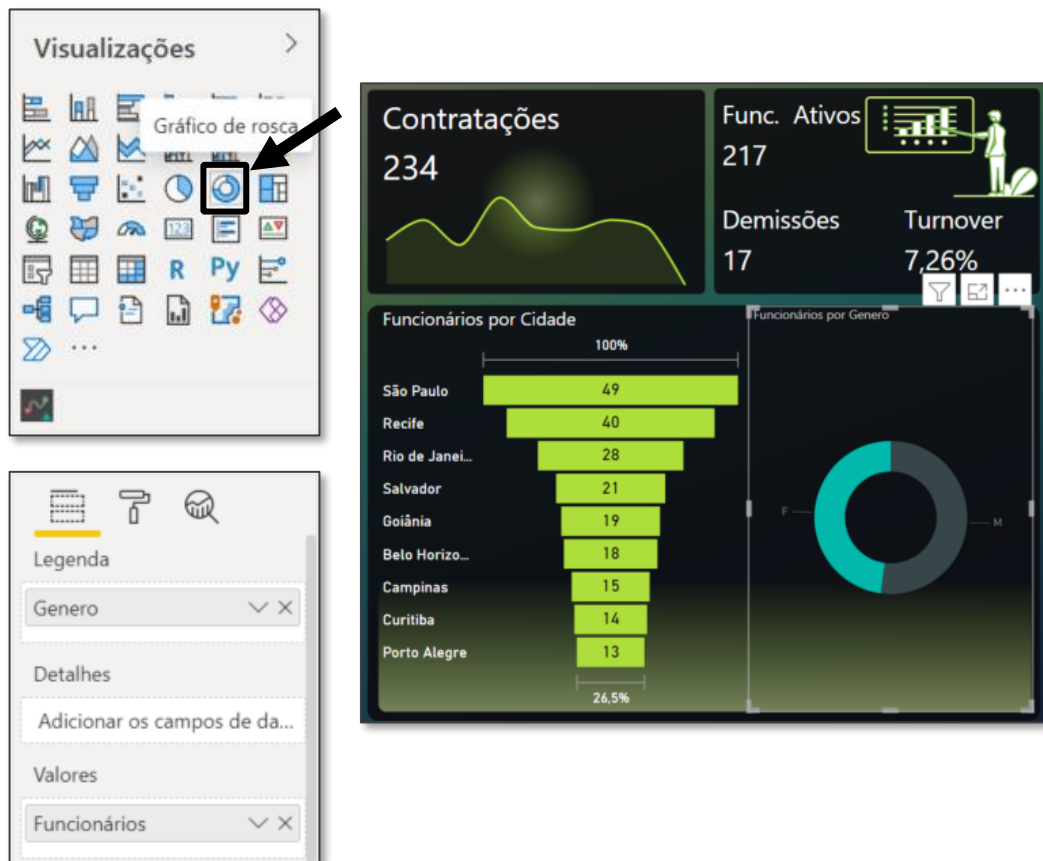 Visualizações
Gráfico de rosca
123
R
Py
Legenda
Genero
Detalhes
Adicionar os campos de da...
Valores
Funcionários
Contratações
234
Func. Ativos
217
Demissões
Turnover
17
7,26%
Funcionários por Cidade
100%
São Paulo 49
Recife 40
Rio de Janei... 28
Salvador 21
Goiânia 19
Belo Horizo... 18
Campinas 15
Curitiba 14
Porto Alegre 13
26,5%
Funcionários por Genero
F
M